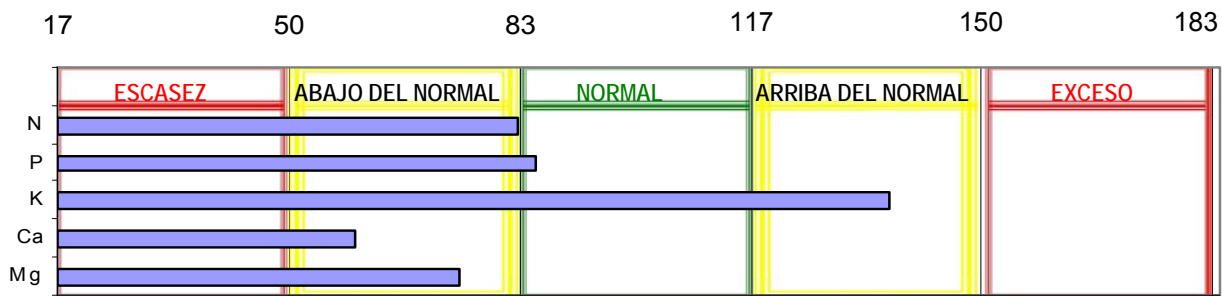 17 50 83 117 150 183
ESCASEZ ABAJO DEL NORMAL NORMAL ARRIBA DEL NORMAL EXCESO
N
P
K
Ca
Mg